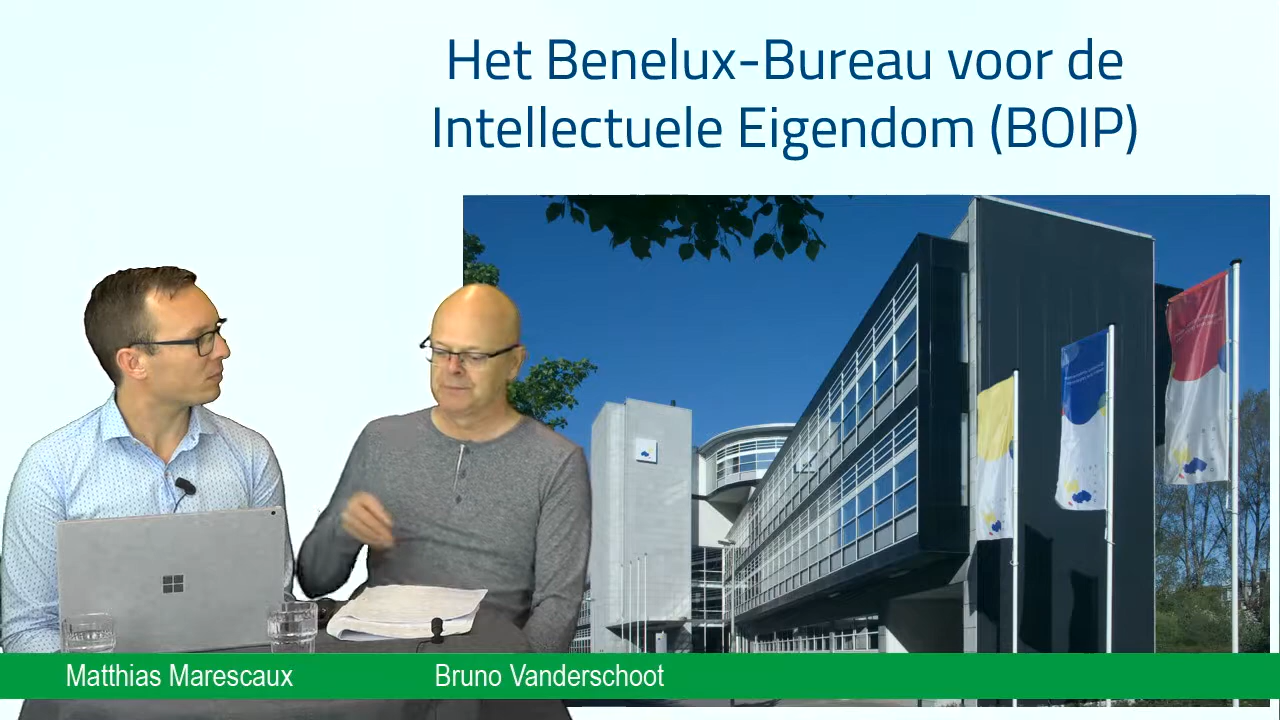 Het Benelux-Bureau voor de
Intellectuele Eigendom (BOIP)
Matthias Marescaux
Bruno Vanderschoot